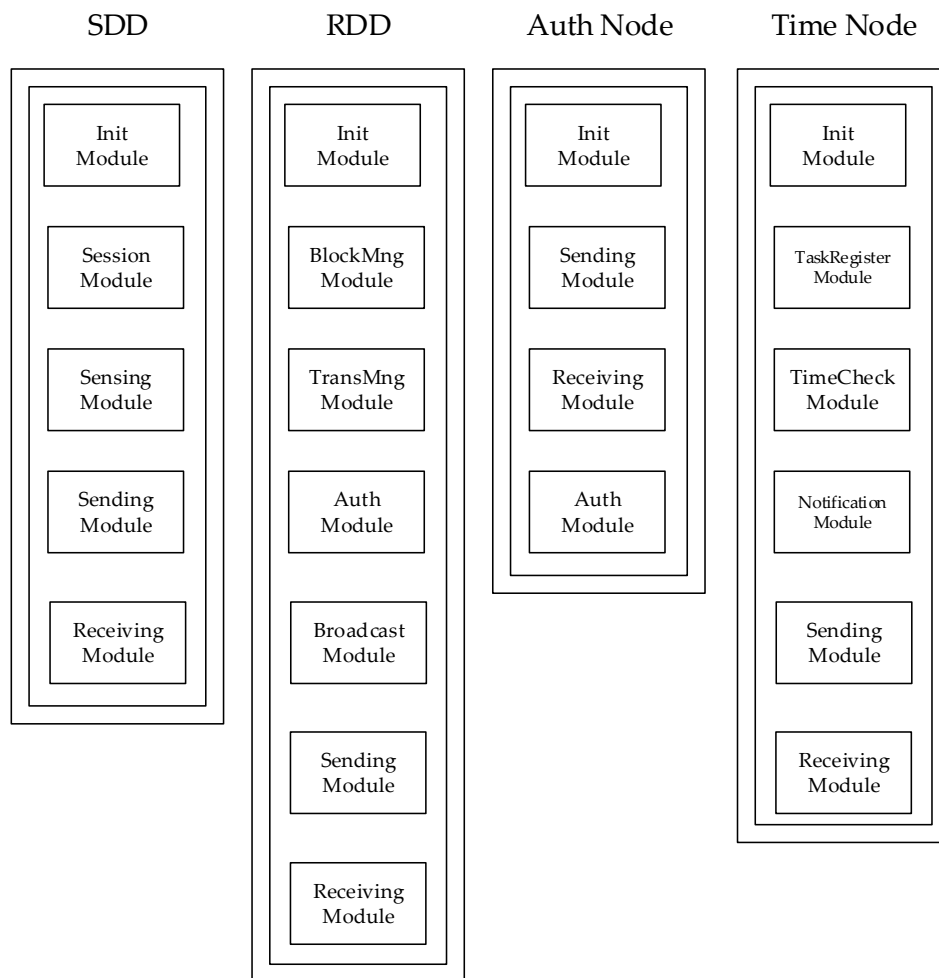 SDD
RDD
Auth Node
Time Node
Init
Module
Session
Module
Sensing
Module
Sending
Module
Receiving
Module
Init
Module
BlockMng
Module
TransMng
Module
Auth
Module
Broadcast
Module
Sending
Module
Receiving
Module
Init
Module
Sending
Module
Receiving
Module
Auth
Module
Init
Module
TaskRegister
Module
TimeCheck
Module
Notification
Module
Sending
Module
Receiving
Module